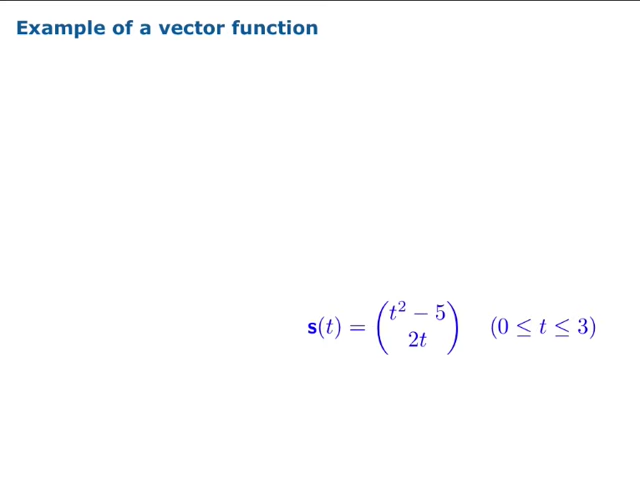 Example of a vector function
s(t) = (t² − 5
2t) (0 ≤ t ≤ 3)